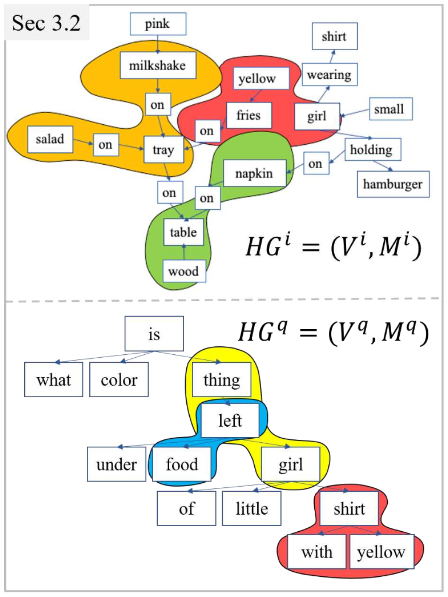 Sec 3.2
pink
shirt
milkshake
yellow
wearing
on
fries
girl
small
salad
on
tray
on
holding
napkin
on
hamburger
on
on
table
wood
HG^i = (V^i, M^i)
is
HG^q = (V^q, M^q)
what
color
thing
left
under
food
girl
of
little
shirt
with
yellow